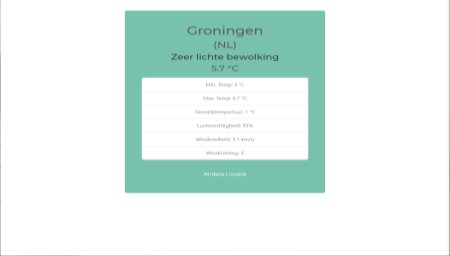 Groningen
(NL)
Zeer lichte bewolking
5.7 °C
Min. Temp: 5 °C
Max. Temp: 6.7 °C
Gevoelstemperatuur: 1 °C
Luchtvochtigheid: 93%
Windsnelheid: 5.1 km/u
Windrichting: Z
Andere Locatie